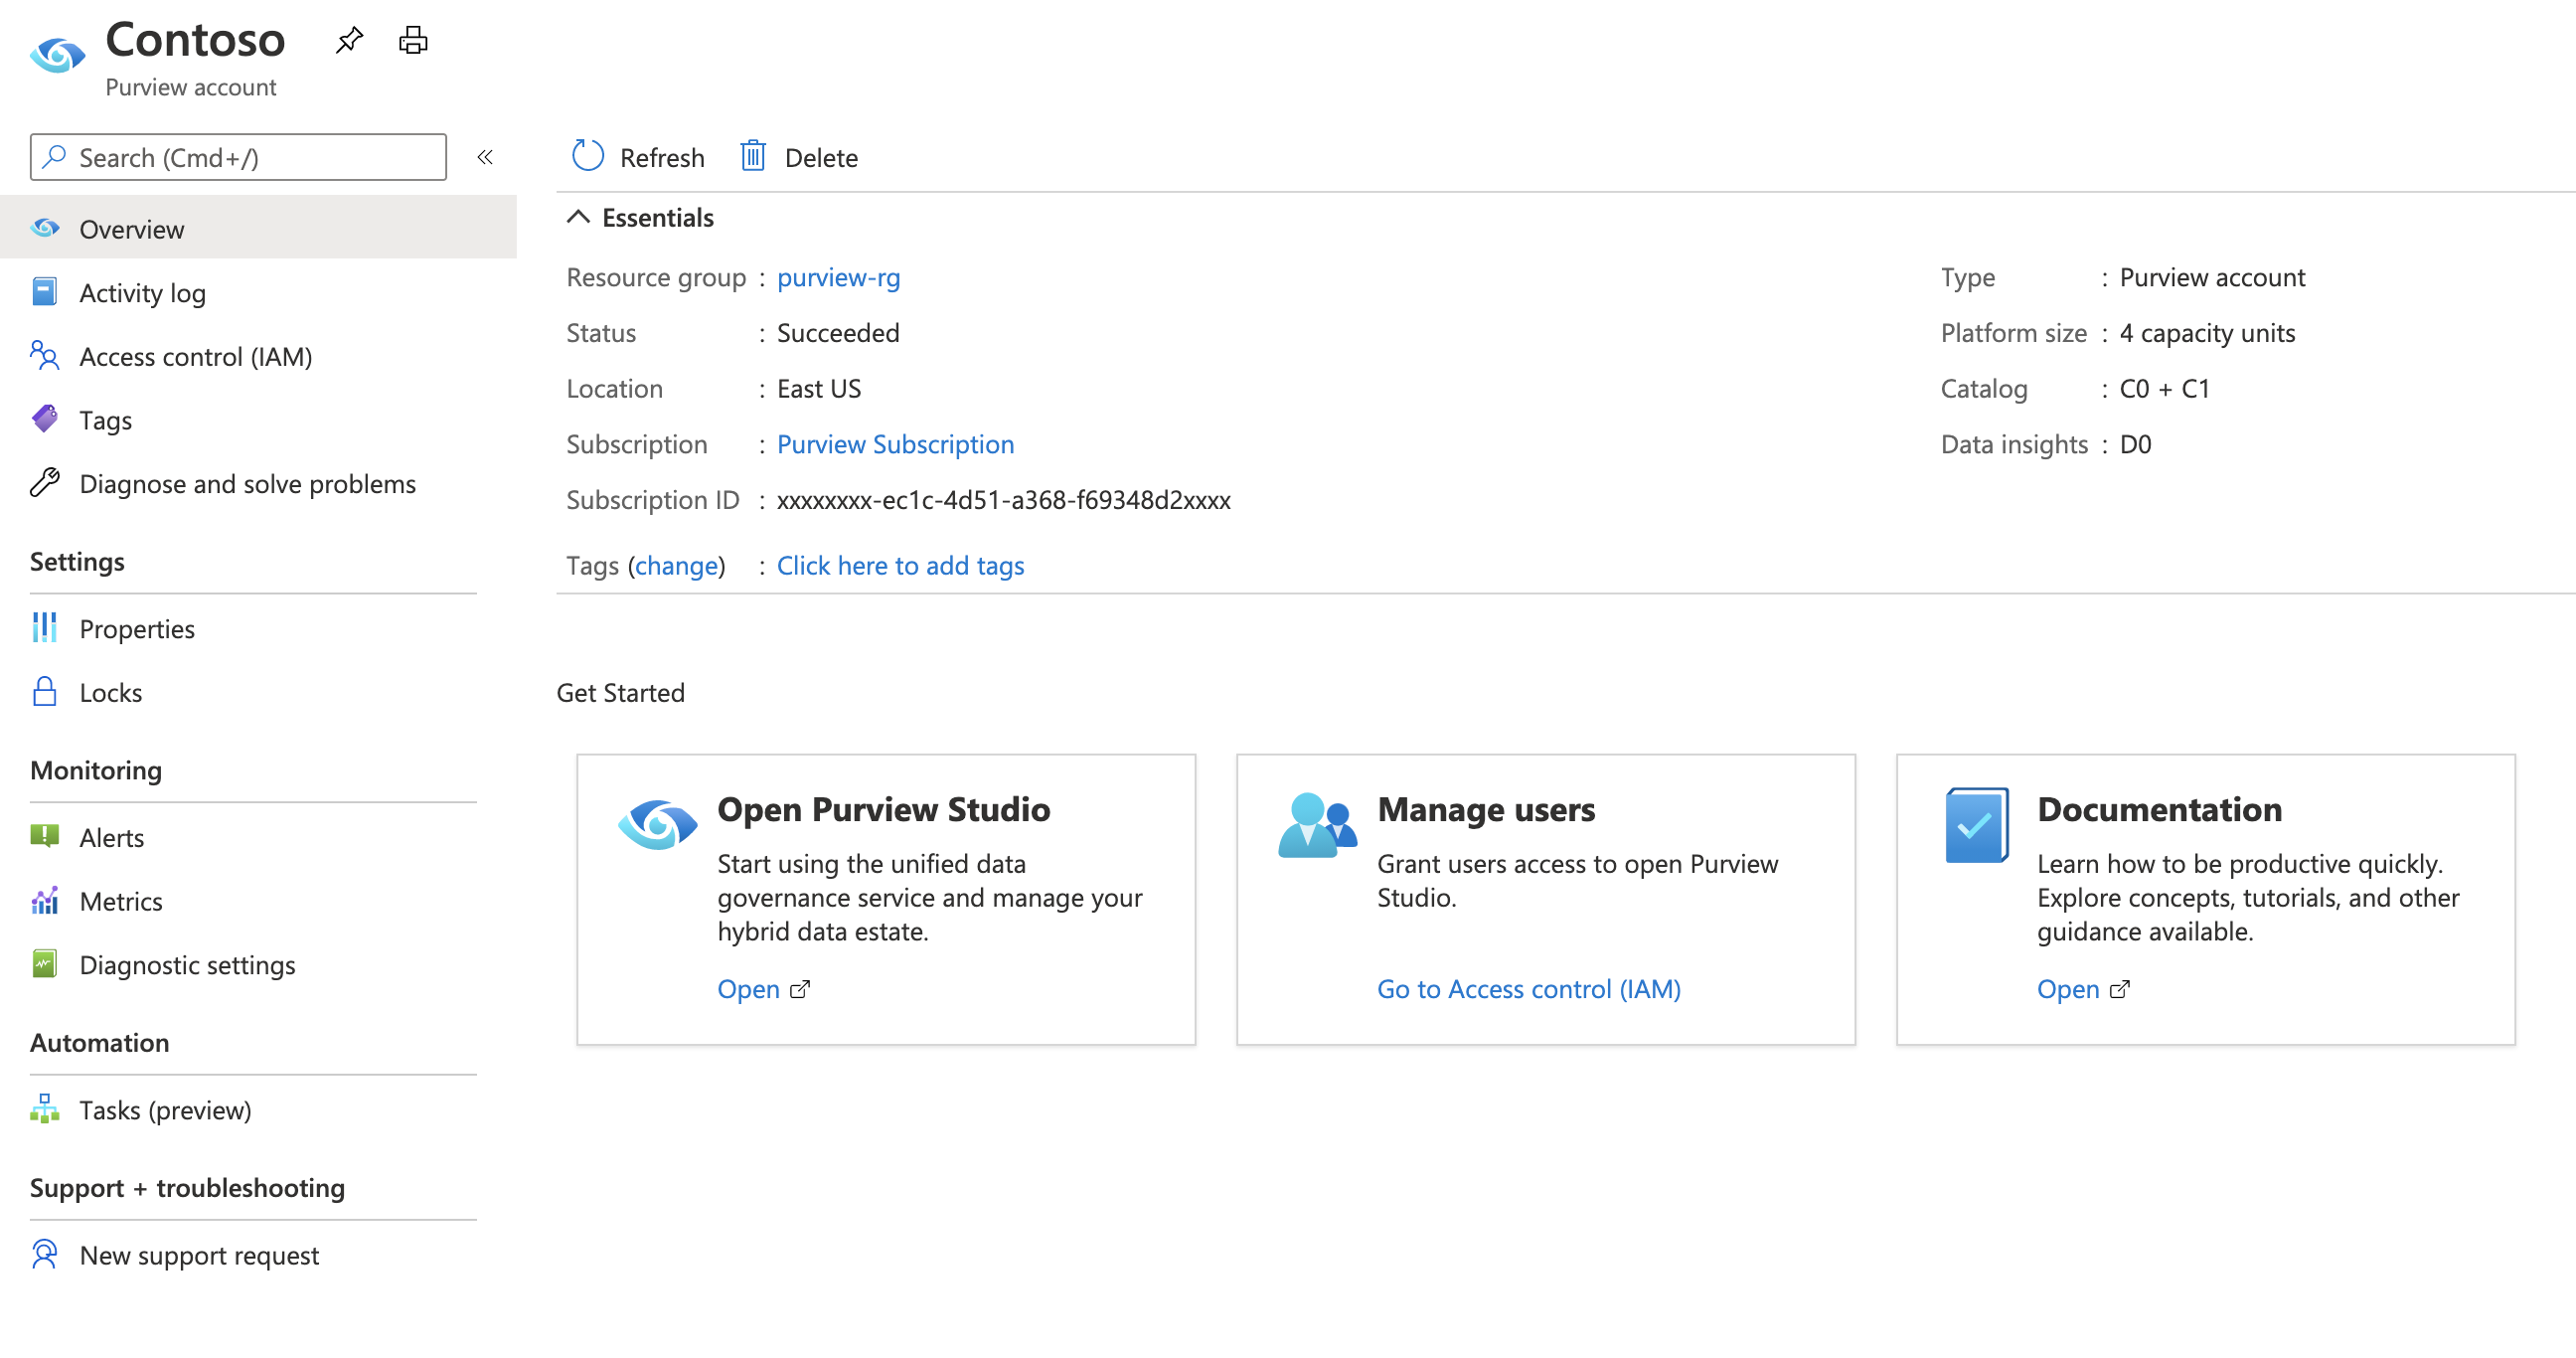 Contoso
Purview account
Search (Cmd+/)
«
Overview
Activity log
Access control (IAM)
Tags
Diagnose and solve problems
Settings
Properties
Locks
Monitoring
Alerts
Metrics
Diagnostic settings
Automation
Tasks (preview)
Support + troubleshooting
New support request
Refresh
Delete
Essentials
Resource group : purview-rg
Status : Succeeded
Location : East US
Subscription : Purview Subscription
Subscription ID : xxxxxxxx-ec1c-4d51-a368-f69348d2xxxx
Tags (change) : Click here to add tags
Type : Purview account
Platform size : 4 capacity units
Catalog : C0 + C1
Data insights : D0
Get Started
Open Purview Studio
Start using the unified data
governance service and manage your
hybrid data estate.
Open
Manage users
Grant users access to open Purview
Studio.
Go to Access control (IAM)
Documentation
Learn how to be productive quickly.
Explore concepts, tutorials, and other
guidance available.
Open